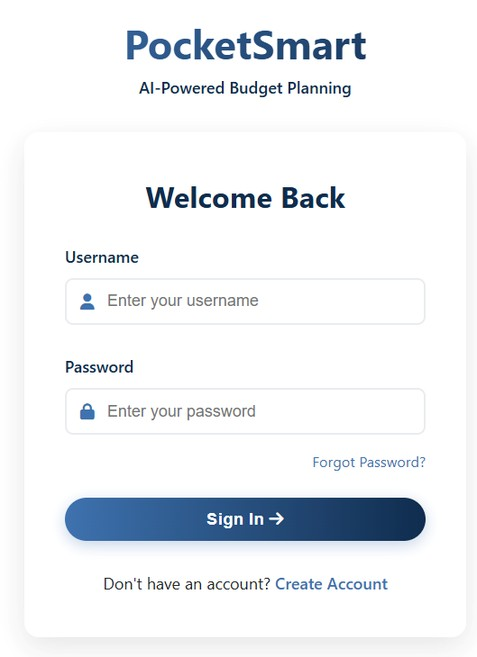 PocketSmart
AI-Powered Budget Planning
Welcome Back
Username
Enter your username
Password
Enter your password
Forgot Password?
Sign In →
Don't have an account? Create Account